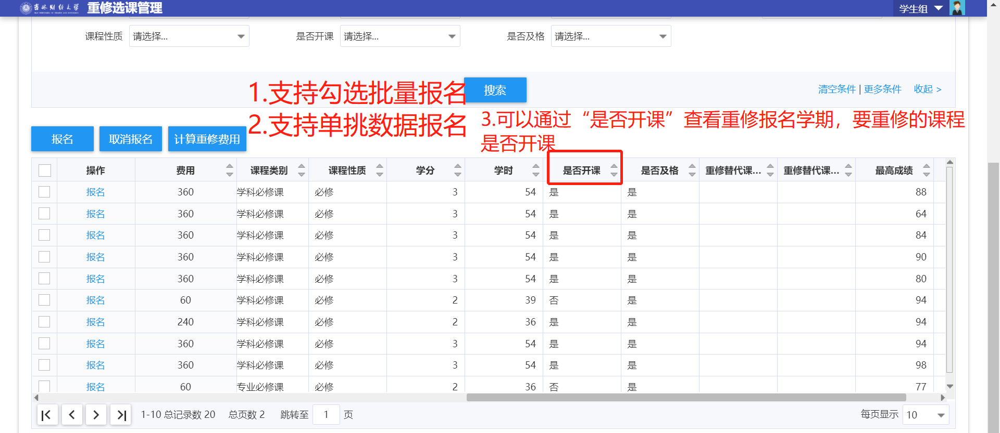 吉林财经大学 重修选课管理 学生组
课程性质 请选择... 是否开课 请选择... 是否及格 请选择...
1.支持勾选批量报名 搜索 清空条件 | 更多条件 收起 >
2.支持单挑数据报名 3.可以通过“是否开课”查看重修报名学期，要重修的课程
是否开课
报名 取消报名 计算重修费用
操作 费用 课程类别 课程性质 学分 学时 是否开课 是否及格 重修替代课... 重修替代课... 最高成绩
报名 360 学科必修课 必修 3 54 是 是 88
报名 360 学科必修课 必修 3 54 是 是 64
报名 360 学科必修课 必修 3 54 是 是 84
报名 360 学科必修课 必修 3 54 是 是 90
报名 360 学科必修课 必修 3 54 是 是 80
报名 60 学科必修课 必修 2 39 否 是 94
报名 240 学科必修课 必修 2 36 是 是 94
报名 360 学科必修课 必修 3 54 是 是 94
报名 360 学科必修课 必修 3 54 是 是 98
报名 60 专业必修课 必修 2 36 否 是 77
1-10 总记录数 20 总页数 2 跳转至 1 页 每页显示 10